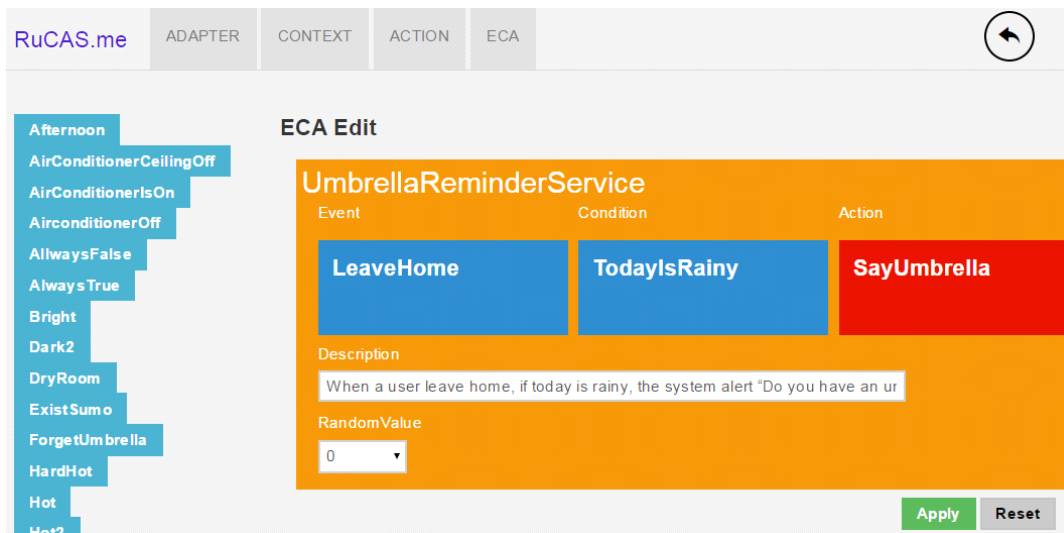 RuCAS.me ADAPTER CONTEXT ACTION ECA
Afternoon
AirConditionerCeilingOff
AirConditionerIsOn
AirconditionerOff
AllwaysFalse
AlwaysTrue
Bright
Dark2
DryRoom
ExistSumo
ForgetUmbrella
HardHot
Hot
Hot2
ECA Edit
UmbrellaReminderService
Event Condition Action
LeaveHome TodayIsRainy SayUmbrella
Description
When a user leave home, if today is rainy, the system alert “Do you have an ur
RandomValue
0
Apply Reset